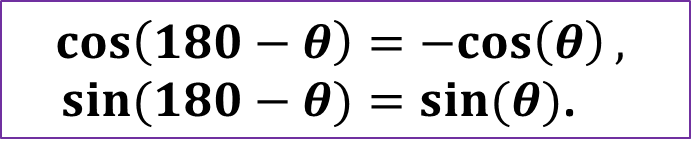 cos(180 − θ) = −cos(θ) ,
sin(180 − θ) = sin(θ).